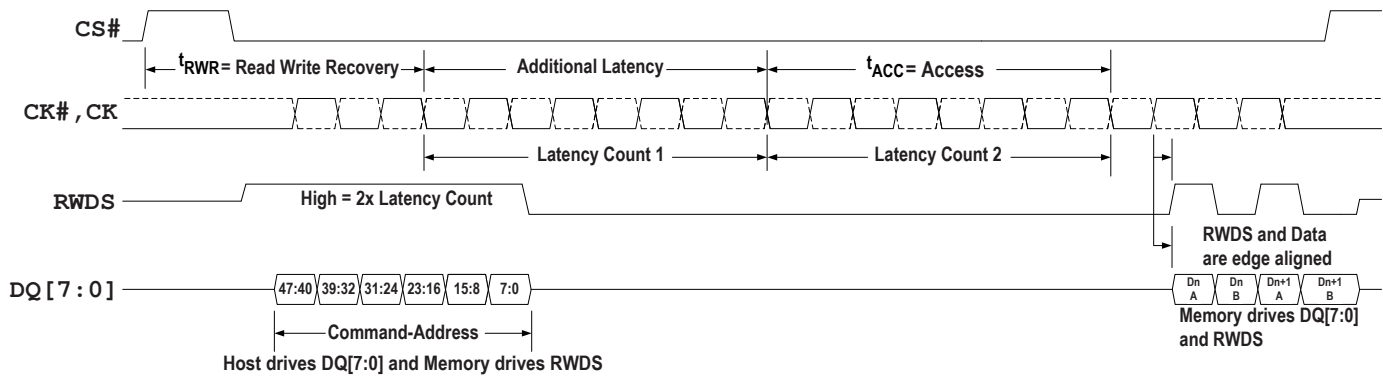 CS#
tRWR= Read Write Recovery
Additional Latency
tACC= Access
CK#,CK
Latency Count 1
Latency Count 2
RWDS
High = 2x Latency Count
RWDS and Data
are edge aligned
DQ[7:0]
47:40 39:32 31:24 23:16 15:8 7:0
Dn A
Dn B
Dn+1 A
Dn+1 B
Command-Address
Memory drives DQ[7:0]
and RWDS
Host drives DQ[7:0] and Memory drives RWDS